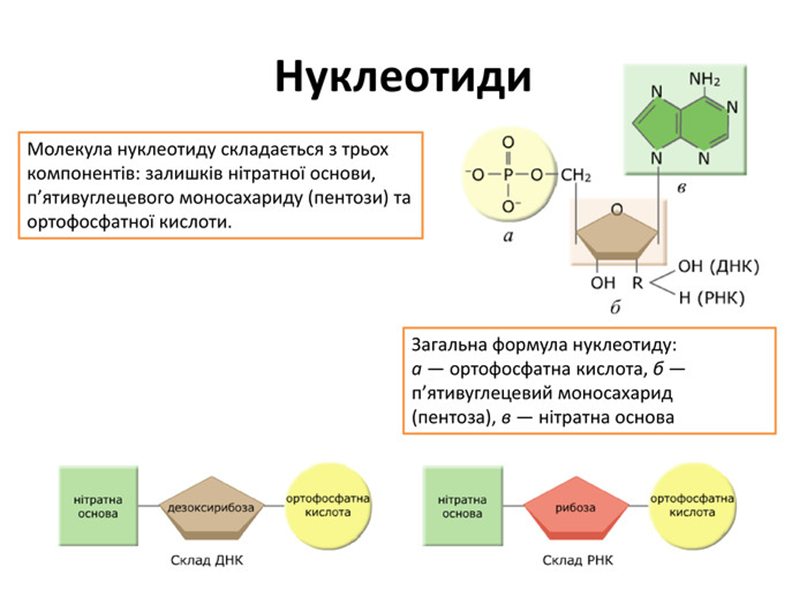 Нуклеотиди
Молекула нуклеотиду складається з трьох
компонентів: залишків нітратної основи,
п’ятивуглецевого моносахариду (пентози) та
ортофосфатної кислоти.
NH₂
N
N
N
N
в
O
⁻O—P—O—CH₂
O⁻
а
O
OH
R
OH (ДНК)
H (РНК)
б
Загальна формула нуклеотиду:
а — ортофосфатна кислота, б —
п’ятивуглецевий моносахарид
(пентоза), в — нітратна основа
нітратна
основа
дезоксирибоза
ортофосфатна
кислота
Склад ДНК
нітратна
основа
рибоза
ортофосфатна
кислота
Склад РНК